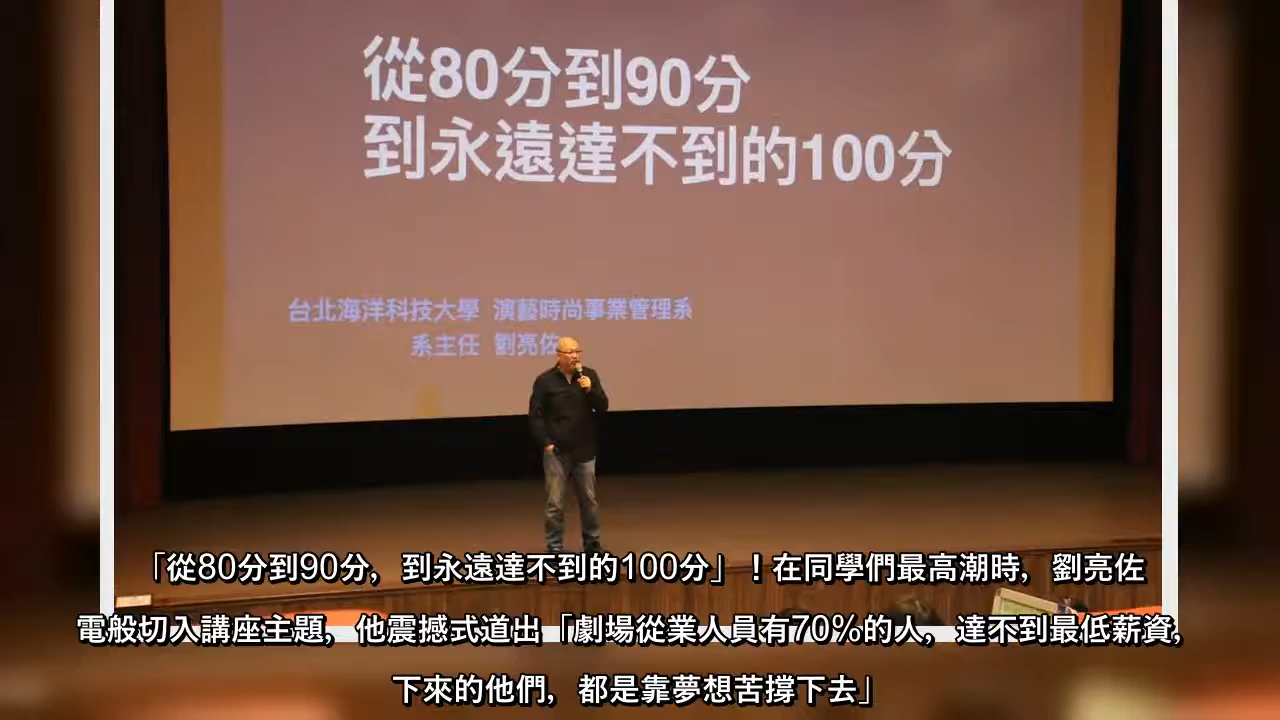 從80分到90分
到永遠達不到的100分
台北海洋科技大學 演藝時尚事業管理系
系主任 劉亮佐
「從80分到90分，到永遠達不到的100分」！在同學們最高潮時，劉亮佐
電般切入講座主題，他震撼式道出「劇場從業人員有70%的人，達不到最低薪資，
下來的他們，都是靠夢想苦撐下去」